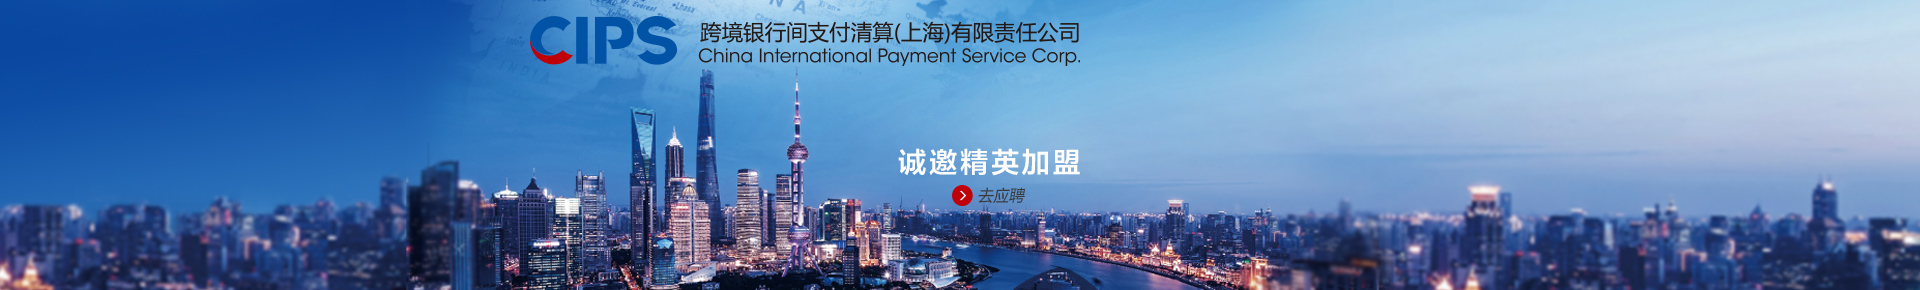 CIPS
跨境银行间支付清算(上海)有限责任公司
China International Payment Service Corp.
诚邀精英加盟
去应聘